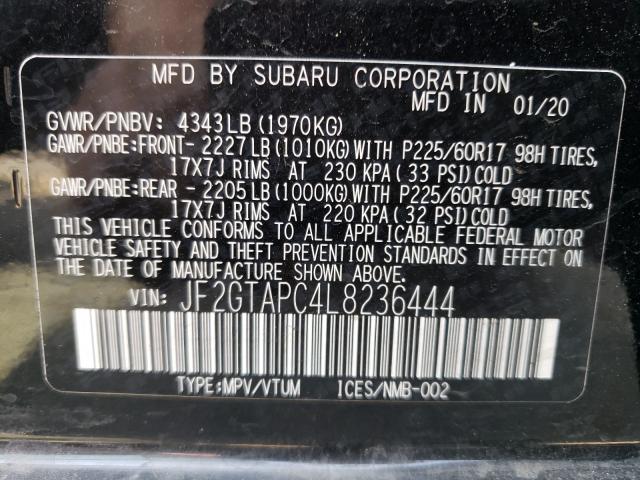 MFD BY SUBARU CORPORATION
MFD IN 01/20
GVWR/PNBV: 4343LB (1970KG)
GAWR/PNBE:FRONT- 2227 LB (1010KG) WITH P225/60R17 98H TIRES,
17X7J RIMS AT 230 KPA ( 33 PSI) COLD
GAWR/PNBE:REAR - 2205 LB (1000KG) WITH P225/60R17 98H TIRES,
17X7J RIMS AT 220 KPA ( 32 PSI) COLD
THIS VEHICLE CONFORMS TO ALL APPLICABLE FEDERAL MOTOR
VEHICLE SAFETY AND THEFT PREVENTION STANDARDS IN EFFECT ON
THE DATE OF MANUFACTURE SHOWN ABOVE.
VIN: JF2GTAPC4L8236444
TYPE:MPV/VTUM ICES/NMB-002